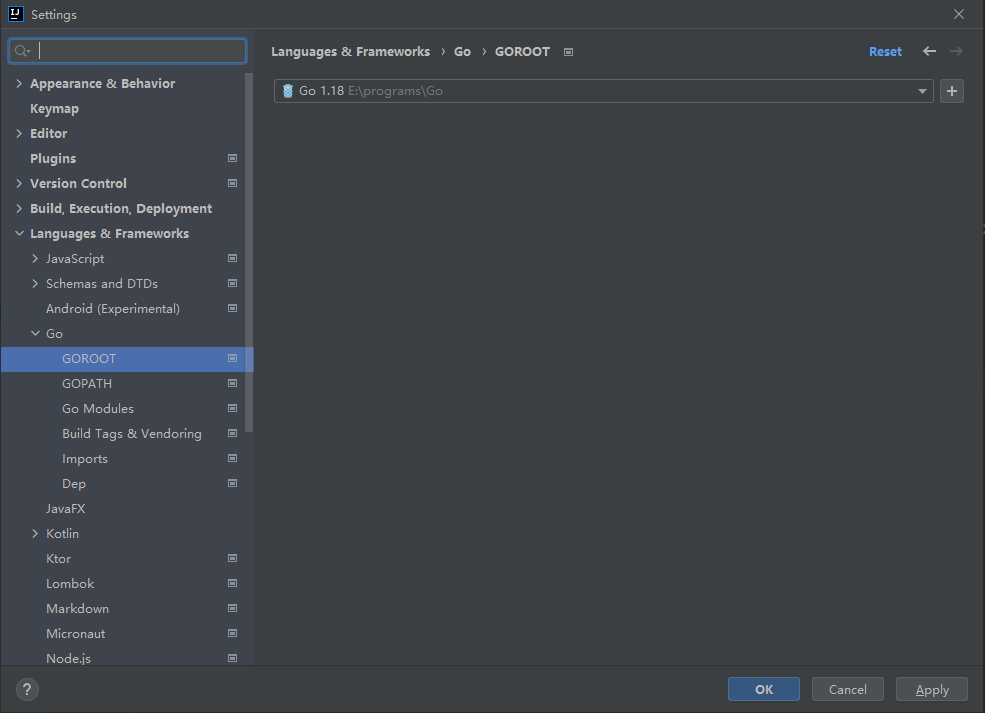 Settings
Languages & Frameworks › Go › GOROOT
Reset
Go 1.18 E:\programs\Go
Appearance & Behavior
Keymap
Editor
Plugins
Version Control
Build, Execution, Deployment
Languages & Frameworks
JavaScript
Schemas and DTDs
Android (Experimental)
Go
GOROOT
GOPATH
Go Modules
Build Tags & Vendoring
Imports
Dep
JavaFX
Kotlin
Ktor
Lombok
Markdown
Micronaut
Node.js
?
OK
Cancel
Apply